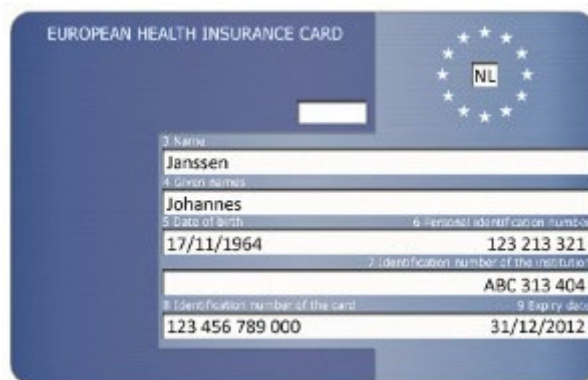 EUROPEAN HEALTH INSURANCE CARD
NL
3 Name
Janssen
4 Given names
Johannes
5 Date of birth 6 Personal identification number
17/11/1964 123 213 321
7 Identification number of the institution
ABC 313 404
8 Identification number of the card 9 Expiry date
123 456 789 000 31/12/2012